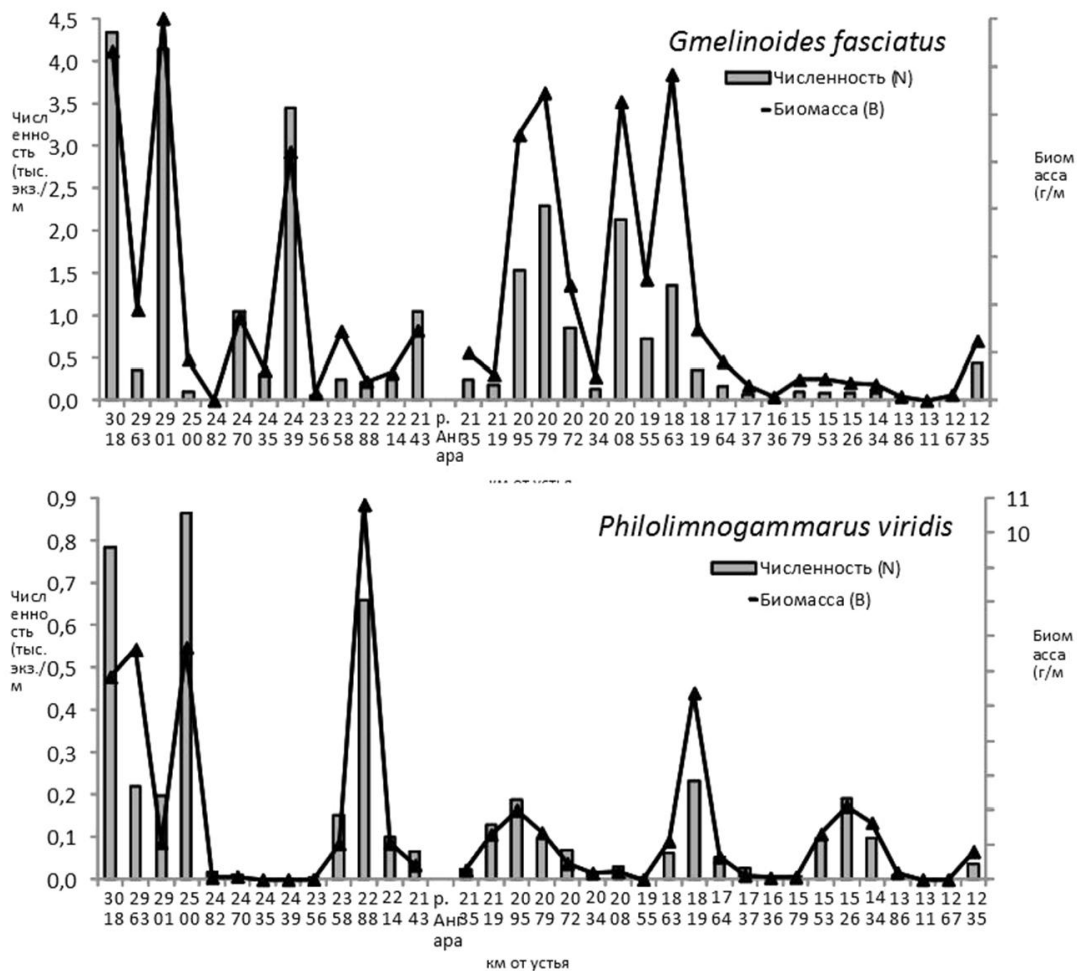 Gmelinoides fasciatus
Численность (N)
Биомасса (B)
Числ
енно
сть
(тыс.
экз./
м
4,5
4,0
3,5
3,0
2,5
2,0
1,5
1,0
0,5
0,0
Биом
асса
(г/м
30 29 29 25 24 24 24 24 23 23 22 22 21 р. 21 21 20 20 20 20 20 19 18 18 17 17 16 15 15 15 14 13 13 12 12
18 63 01 00 82 70 35 39 56 58 88 14 43 Анг 35 19 95 79 72 34 08 55 63 19 64 37 36 79 53 26 34 86 11 67 35
ара
км от устья
Philolimnogammarus viridis
Численность (N)
Биомасса (B)
Числ
енно
сть
(тыс.
экз./
м
0,9
0,8
0,7
0,6
0,5
0,4
0,3
0,2
0,1
0,0
11
10
Биом
асса
(г/м
30 29 29 25 24 24 24 24 23 23 22 22 21 р. 21 21 20 20 20 20 20 19 18 18 17 17 16 15 15 15 14 13 13 12 12
18 63 01 00 82 70 35 39 56 58 88 14 43 Анг 35 19 95 79 72 34 08 55 63 19 64 37 36 79 53 26 34 86 11 67 35
ара
км от устья